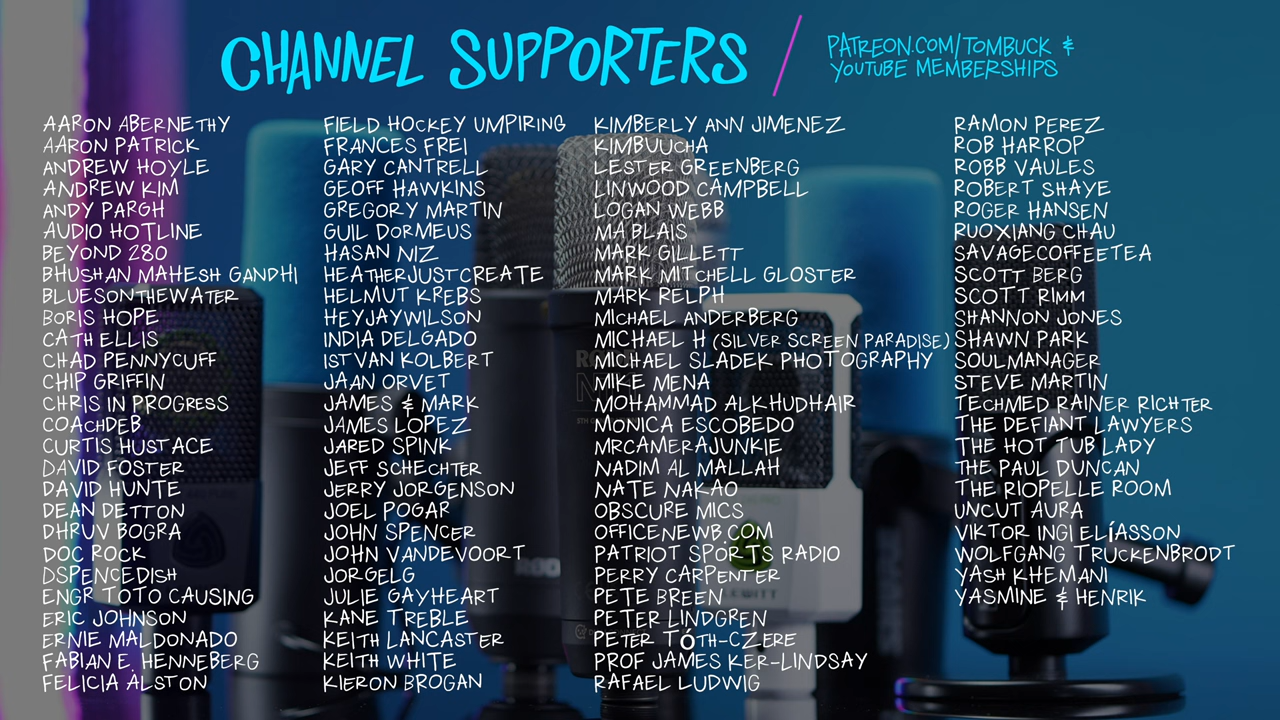 CHANNEL SUPPORTERS /
PATREON.COM/TOMBUCK &
YOUTUBE MEMBERSHIPS
AARON ABERNETHY
AARON PATRICK
ANDREW HOYLE
ANDREW KIM
ANDY PARGH
AUDIO HOTLINE
BEYOND 280
BHUSHAN MAHESH GANDHI
BLUESONTHEWATER
BORIS HOPE
CATH ELLIS
CHAD PENNYCUFF
CHIP GRIFFIN
CHRIS IN PROGRESS
COACHDEB
CURTIS HUSTACE
DAVID FOSTER
DAVID HUNTE
DEAN DETTON
DHRUV BOGRA
DOC ROCK
DSPENCEDISH
ENGR TOTO CAUSING
ERIC JOHNSON
ERNIE MALDONADO
FABIAN E. HENNEBERG
FELICIA ALSTON
FIELD HOCKEY UMPIRING
FRANCES FREI
GARY CANTRELL
GEOFF HAWKINS
GREGORY MARTIN
GUIL DORMEUS
HASAN NIZ
HEATHERJUSTCREATE
HELMUT KREBS
HEYJAYWILSON
INDIA DELGADO
ISTVAN KOLBERT
JAAN ORVET
JAMES & MARK
JAMES LOPEZ
JARED SPINK
JEFF SCHECHTER
JERRY JORGENSON
JOEL POGAR
JOHN SPENCER
JOHN VANDEVOORT
JORGELG
JULIE GAYHEART
KANE TREBLE
KEITH LANCASTER
KEITH WHITE
KIERON BROGAN
KIMBERLY ANN JIMENEZ
KIMBUUCHA
LESTER GREENBERG
LINWOOD CAMPBELL
LOGAN WEBB
MA BLAIS
MARK GILLETT
MARK MITCHELL GLOSTER
MARK RELPH
MICHAEL ANDERBERG
MICHAEL H (SILVER SCREEN PARADISE)
MICHAEL SLADEK PHOTOGRAPHY
MIKE MENA
MOHAMMAD ALKHUDHAIR
MONICA ESCOBEDO
MRCAMERAJUNKIE
NADIM AL MALLAH
NATE NAKAO
OBSCURE MICS
OFFICENEWB.COM
PATRIOT SPORTS RADIO
PERRY CARPENTER
PETE BREEN
PETER LINDGREN
PETER TÓTH-CZERE
PROF JAMES KER-LINDSAY
RAFAEL LUDWIG
RAMON PEREZ
ROB HARROP
ROBB VAULES
ROBERT SHAYE
ROGER HANSEN
RUOXIANG CHAU
SAVAGECOFFEETEA
SCOTT BERG
SCOTT RIMM
SHANNON JONES
SHAWN PARK
SOULMANAGER
STEVE MARTIN
TECHMED RAINER RICHTER
THE DEFIANT LAWYERS
THE HOT TUB LADY
THE PAUL DUNCAN
THE RIOPELLE ROOM
UNCUT AURA
VIKTOR INGI ELÍASSON
WOLFGANG TRUCKENBRODT
YASH KHEMANI
YASMINE & HENRIK